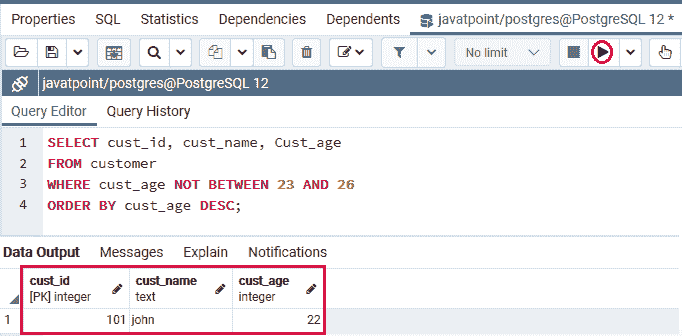 Properties SQL Statistics Dependencies Dependents javatpoint/postgres@PostgreSQL 12 *
No limit
javatpoint/postgres@PostgreSQL 12
Query Editor Query History
1 SELECT cust_id, cust_name, Cust_age
2 FROM customer
3 WHERE cust_age NOT BETWEEN 23 AND 26
4 ORDER BY cust_age DESC;
Data Output Messages Explain Notifications
cust_id cust_name cust_age
[PK] integer text integer
1 101 john 22